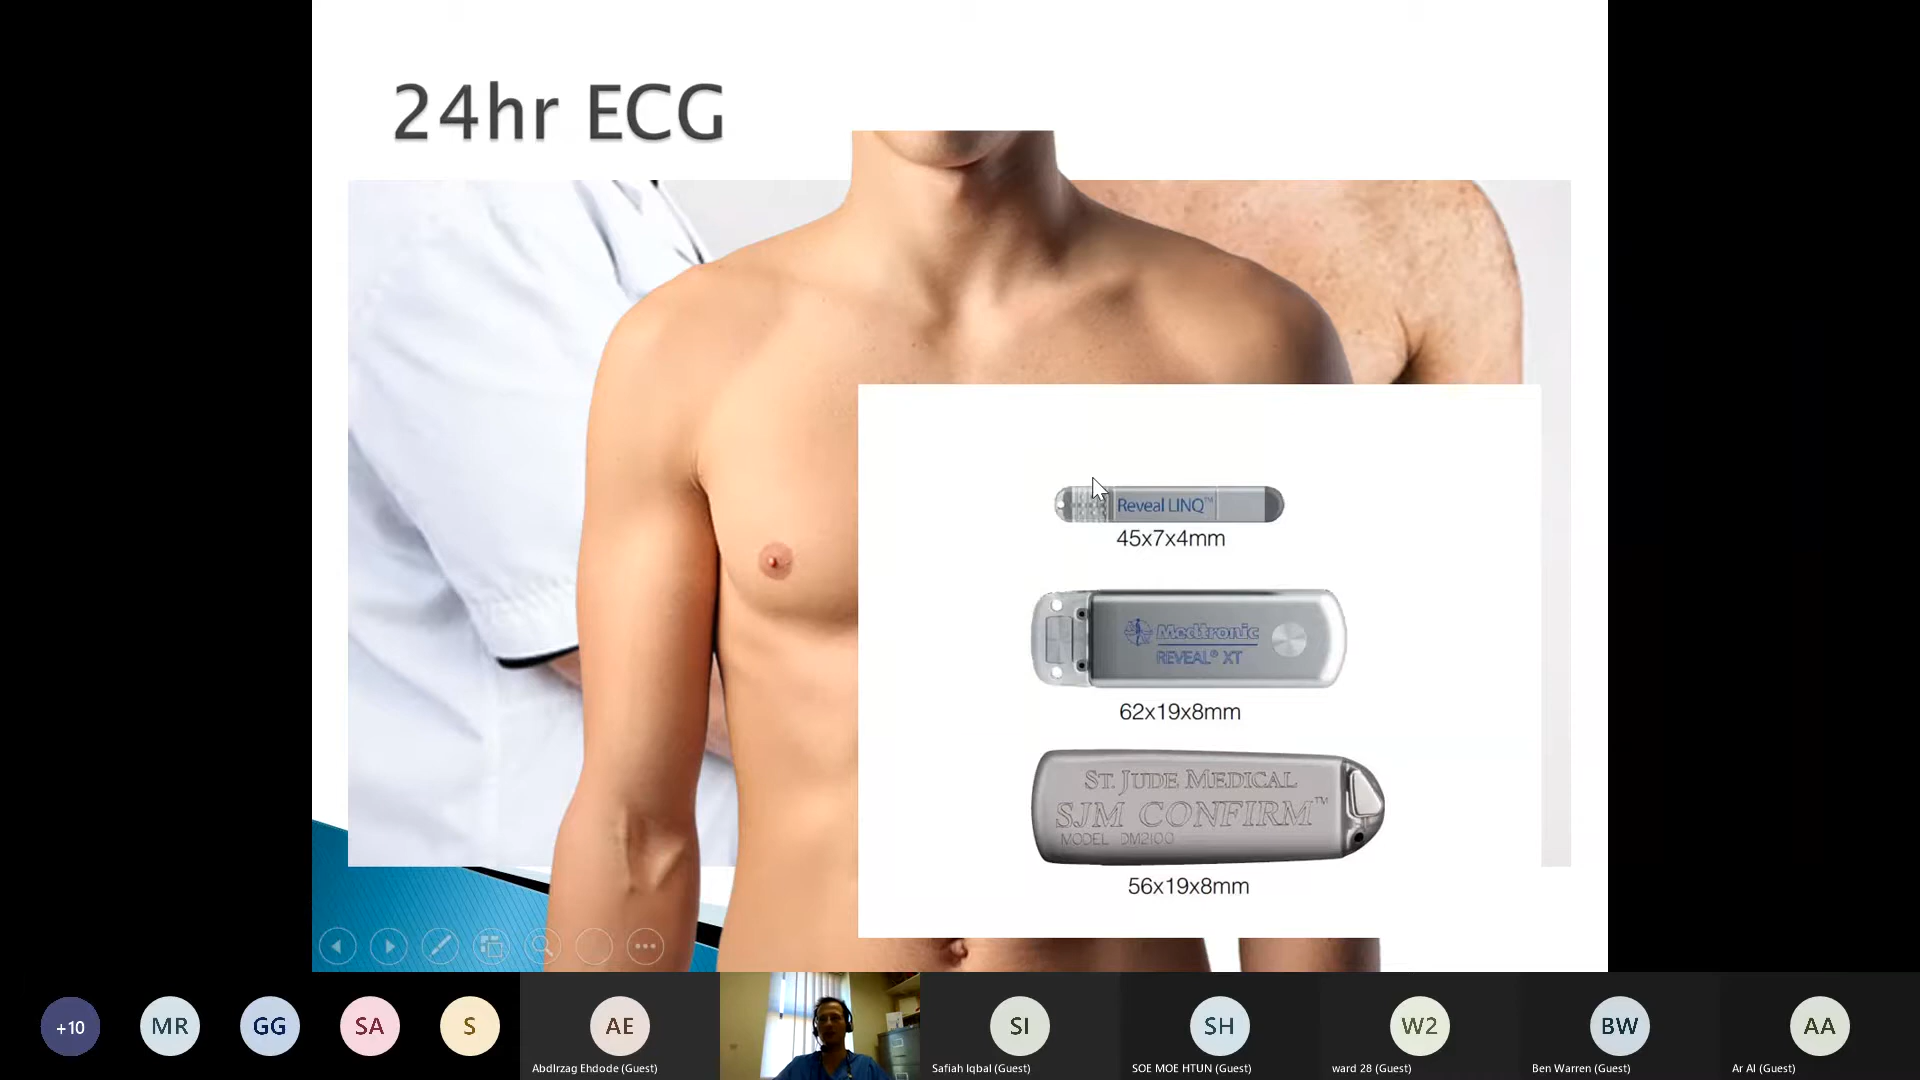 24hr ECG
Reveal LINQ™
45x7x4mm
Medtronic
REVEAL® XT
62x19x8mm
ST. JUDE MEDICAL
SJM CONFIRM™
MODEL DM2100
56x19x8mm
+10
MR
GG
SA
S
AE
SI
SH
W2
BW
AA
Abdlrzag Ehdode (Guest)
Safiah Iqbal (Guest)
SOE MOE HTUN (Guest)
ward 28 (Guest)
Ben Warren (Guest)
Ar Al (Guest)